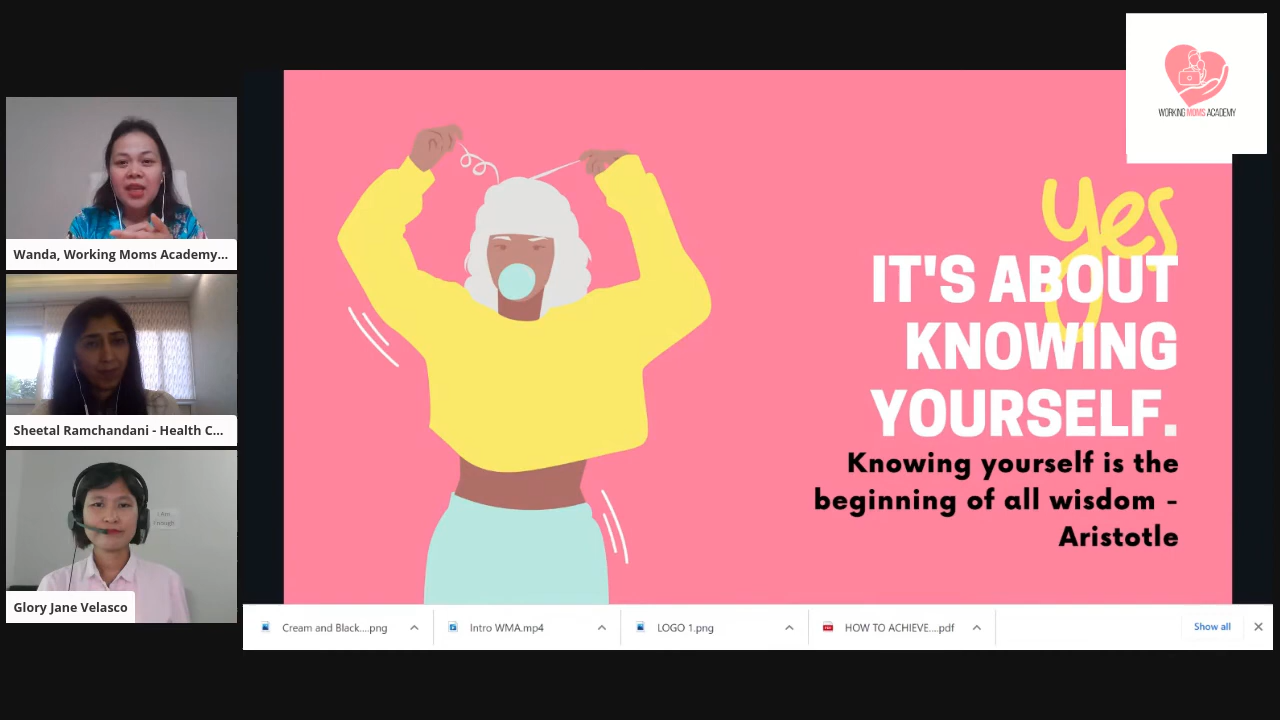 WORKING MOMS ACADEMY
Wanda, Working Moms Academy...
Sheetal Ramchandani - Health C...
I Am
Enough
Glory Jane Velasco
yes
IT'S ABOUT
KNOWING
YOURSELF.
Knowing yourself is the
beginning of all wisdom -
Aristotle
Cream and Black....png
Intro WMA.mp4
LOGO 1.png
HOW TO ACHIEVE....pdf
Show all